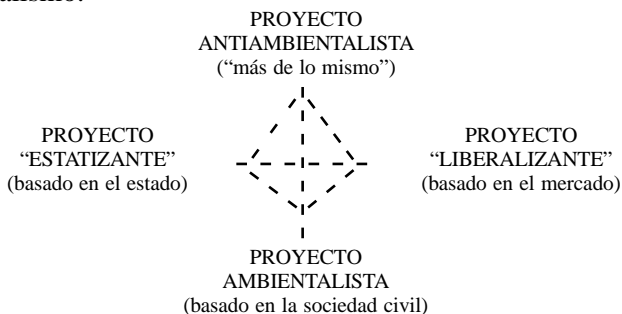 PROYECTO
ANTIAMBIENTALISTA
(“más de lo mismo”)
PROYECTO
“ESTATIZANTE”
(basado en el estado)
PROYECTO
“LIBERALIZANTE”
(basado en el mercado)
PROYECTO
AMBIENTALISTA
(basado en la sociedad civil)